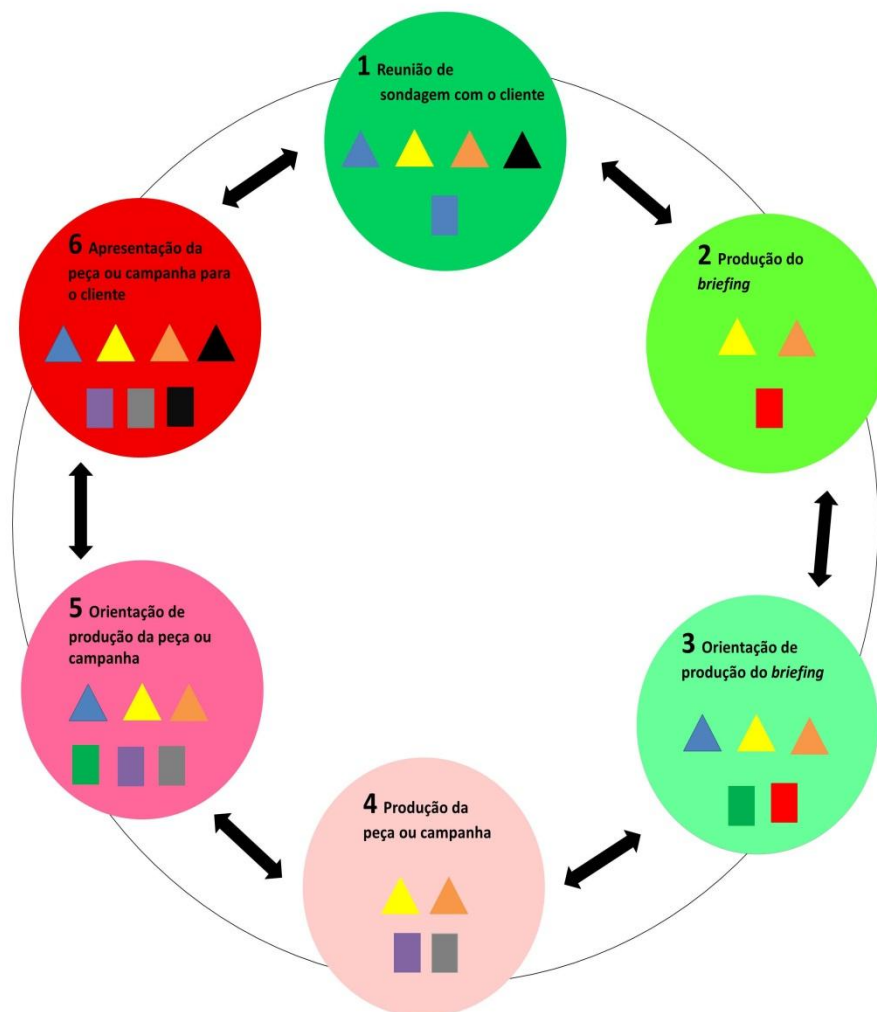 1 Reunião de
sondagem com o cliente
2 Produção do
briefing
3 Orientação de
produção do briefing
4 Produção da
peça ou campanha
5 Orientação de
produção da peça ou
campanha
6 Apresentação da
peça ou campanha para
o cliente